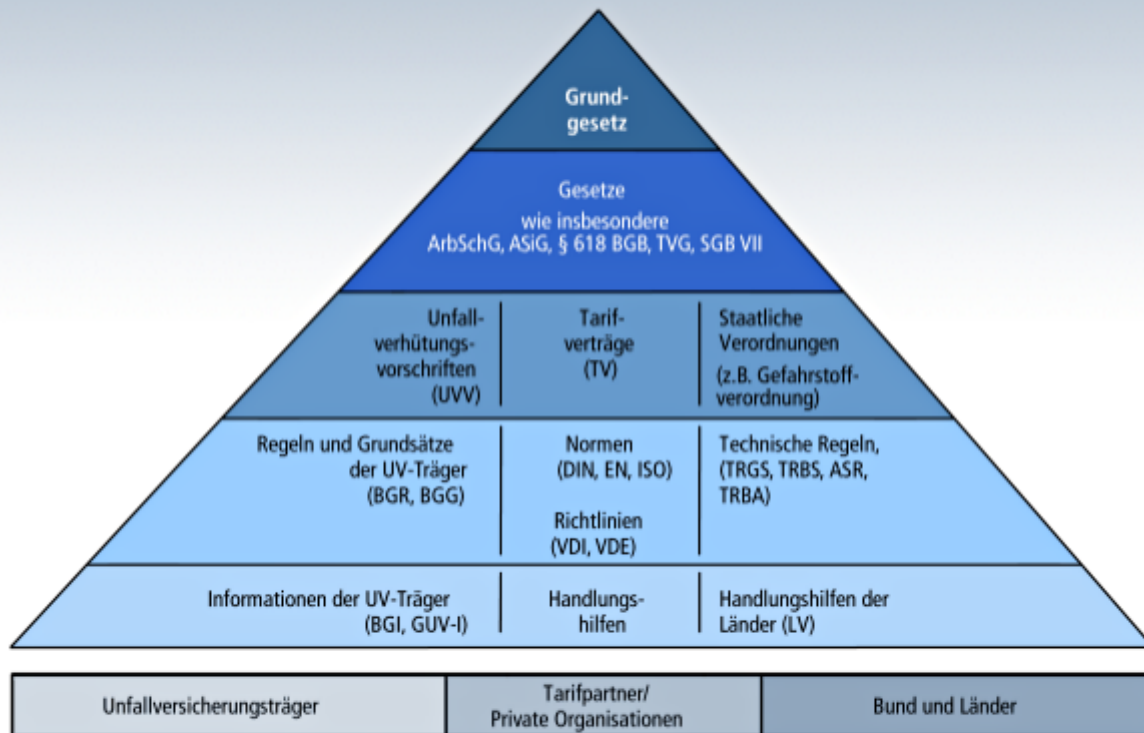 Grund-
gesetz
Gesetze
wie insbesondere
ArbSchG, ASiG, § 618 BGB, TVG, SGB VII
Unfall-
verhütungs-
vorschriften
(UVV)
Tarif-
verträge
(TV)
Staatliche
Verordnungen
(z.B. Gefahrstoff-
verordnung)
Regeln und Grundsätze
der UV-Träger
(BGR, BGG)
Normen
(DIN, EN, ISO)
Richtlinien
(VDI, VDE)
Technische Regeln,
(TRGS, TRBS, ASR,
TRBA)
Informationen der UV-Träger
(BGI, GUV-I)
Handlungs-
hilfen
Handlungshilfen der
Länder (LV)
Unfallversicherungsträger
Tarifpartner/
Private Organisationen
Bund und Länder